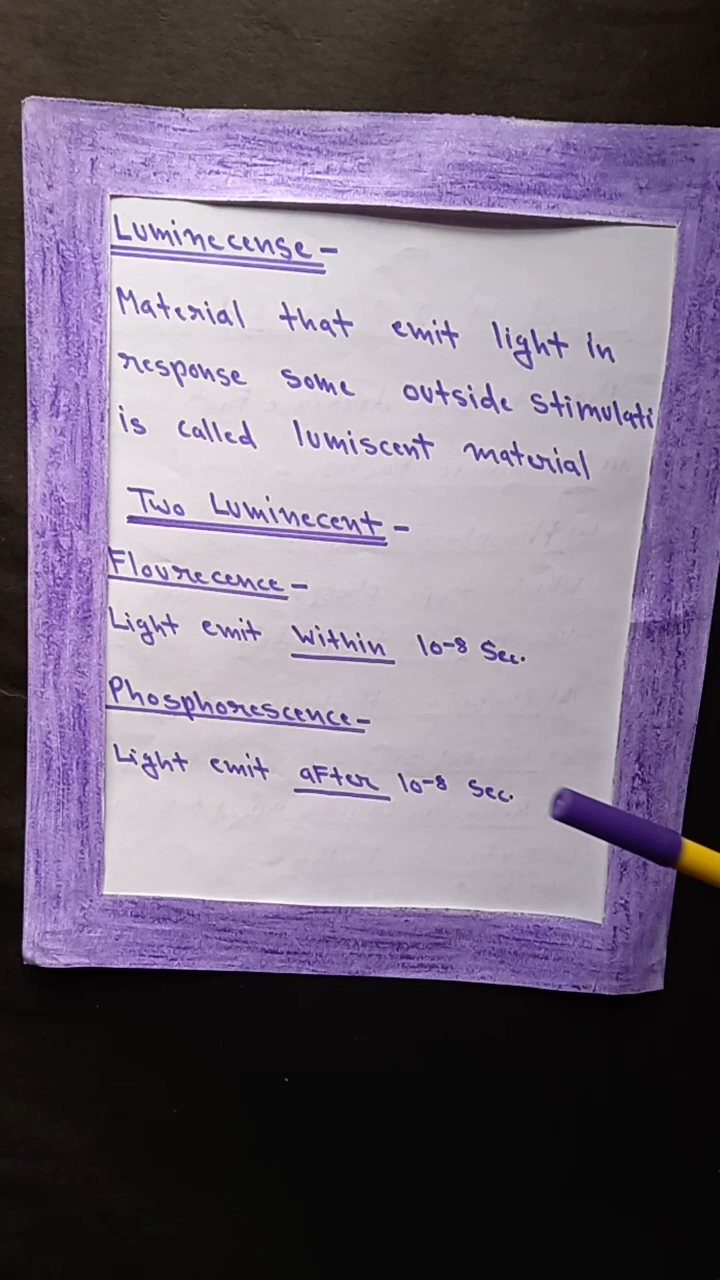 Luminecense -
Material that emit light in
response some outside stimulati
is called lumiscent material
Two Luminecent -
Flourecence -
Light emit within 10-8 Sec.
Phosphorescence -
Light emit after 10-8 Sec.